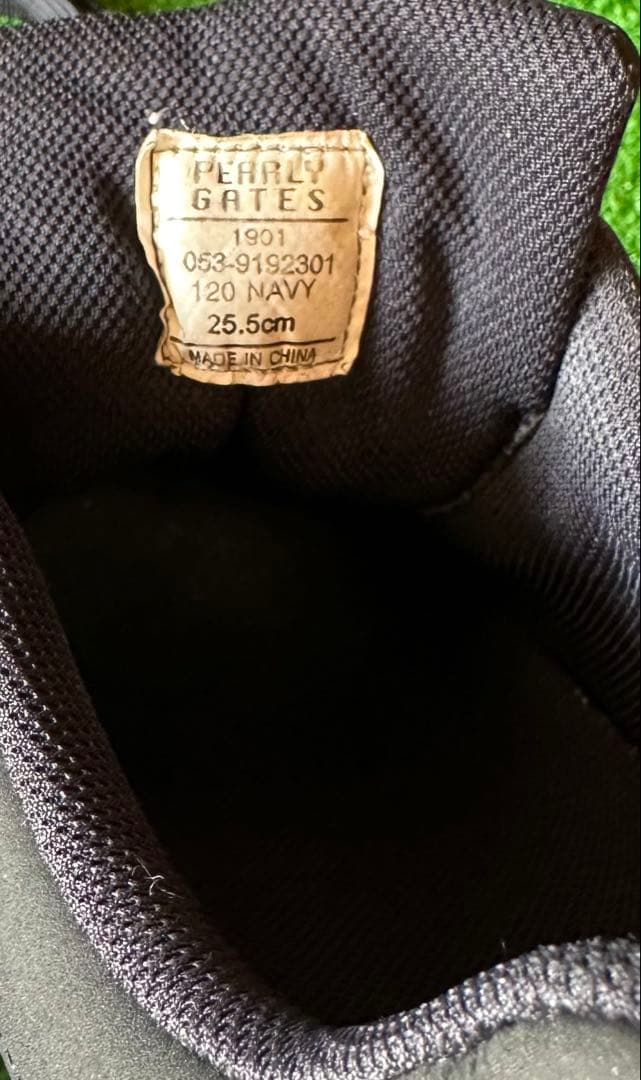 PEARLY
GATES
1901
053-9192301
120 NAVY
25.5cm
MADE IN CHINA